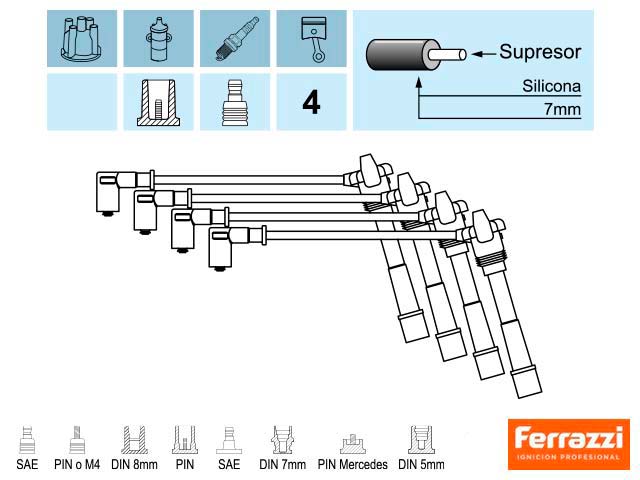 Supresor
Silicona
7mm
4
SAE PIN o M4 DIN 8mm PIN SAE DIN 7mm PIN Mercedes DIN 5mm
Ferrazzi
IGNICION PROFESIONAL